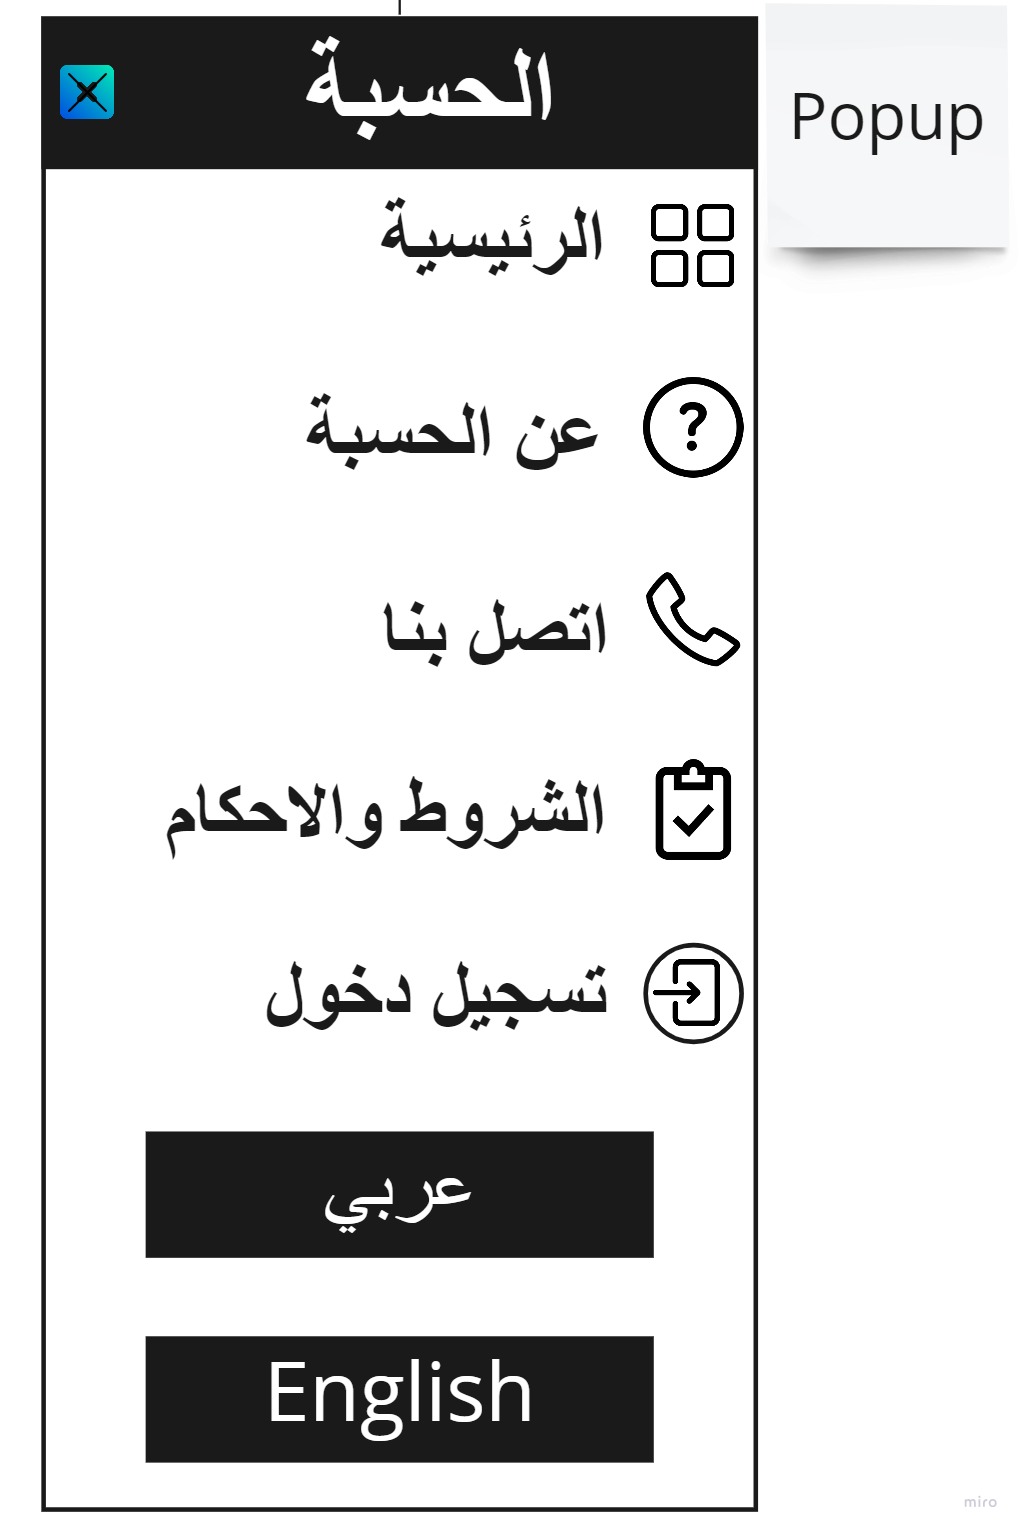 الحسبة
Popup
الرئيسية
عن الحسبة
اتصل بنا
الشروط والاحكام
تسجيل دخول
عربي
English
miro